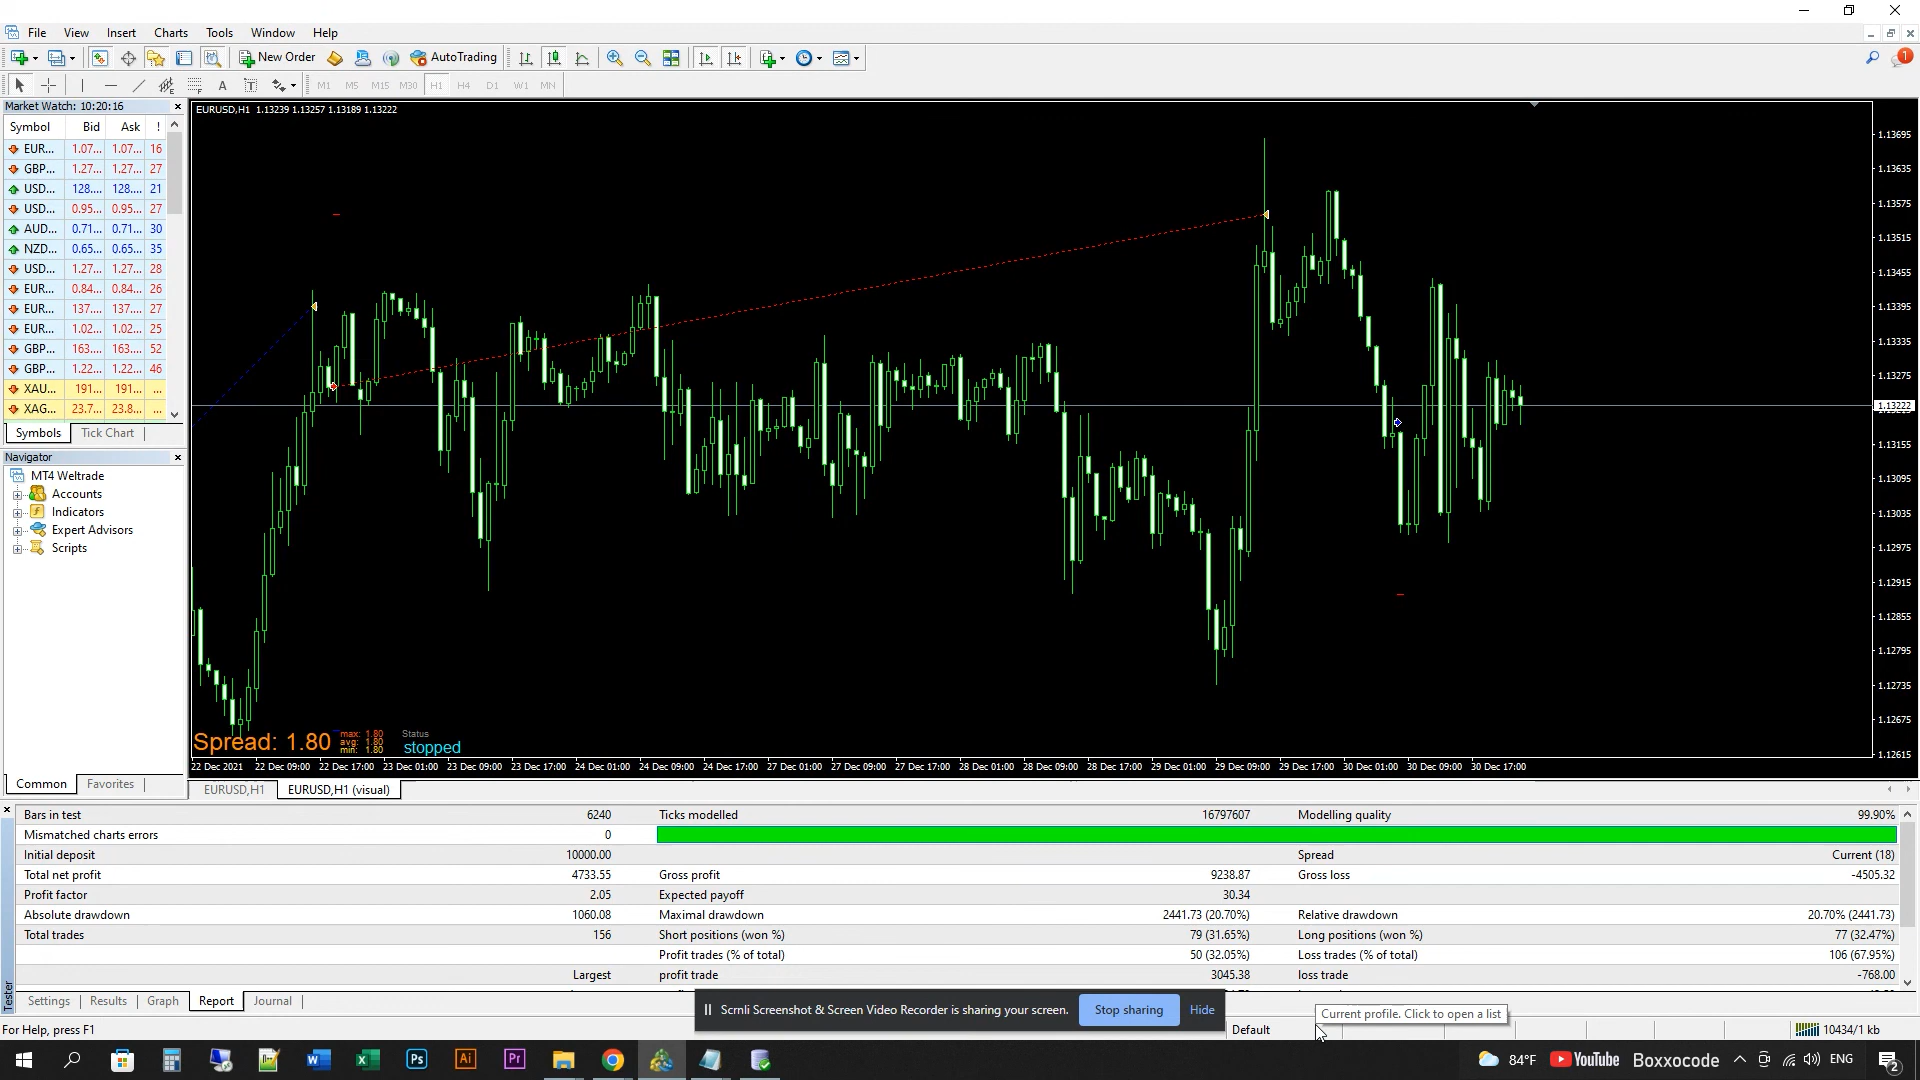 File View Insert Charts Tools Window Help
New Order AutoTrading
M1 M5 M15 M30 H1 H4 D1 W1 MN
Market Watch: 10:20:16
Symbol Bid Ask !
EUR... 1.07... 1.07... 16
GBP... 1.27... 1.27... 27
USD... 128.... 128.... 21
USD... 0.95... 0.95... 27
AUD... 0.71... 0.71... 30
NZD... 0.65... 0.65... 35
USD... 1.27... 1.27... 28
EUR... 0.84... 0.84... 26
EUR... 137.... 137.... 27
EUR... 1.02... 1.02... 25
GBP... 163.... 163.... 52
GBP... 1.22... 1.22... 46
XAU... 191... 191... ...
XAG... 23.7... 23.8... ...
Symbols Tick Chart
Navigator
MT4 Weltrade
Accounts
Indicators
Expert Advisors
Scripts
Common Favorites
EURUSD,H1 1.13239 1.13257 1.13189 1.13222
1.13695
1.13635
1.13575
1.13515
1.13455
1.13395
1.13335
1.13275
1.13222
1.13155
1.13095
1.13035
1.12975
1.12915
1.12855
1.12795
1.12735
1.12675
1.12615
Spread: 1.80
max: 1.80
avg: 1.80
min: 1.80
Status
stopped
22 Dec 2021 22 Dec 09:00 22 Dec 17:00 23 Dec 01:00 23 Dec 09:00 23 Dec 17:00 24 Dec 01:00 24 Dec 09:00 24 Dec 17:00 27 Dec 01:00 27 Dec 09:00 27 Dec 17:00 28 Dec 01:00 28 Dec 09:00 28 Dec 17:00 29 Dec 01:00 29 Dec 09:00 29 Dec 17:00 30 Dec 01:00 30 Dec 09:00 30 Dec 17:00
EURUSD,H1 EURUSD,H1 (visual)
Bars in test 6240 Ticks modelled 16797607 Modelling quality 99.90%
Mismatched charts errors 0
Initial deposit 10000.00 Spread Current (18)
Total net profit 4733.55 Gross profit 9238.87 Gross loss -4505.32
Profit factor 2.05 Expected payoff 30.34
Absolute drawdown 1060.08 Maximal drawdown 2441.73 (20.70%) Relative drawdown 20.70% (2441.73)
Total trades 156 Short positions (won %) 79 (31.65%) Long positions (won %) 77 (32.47%)
Profit trades (% of total) 50 (32.05%) Loss trades (% of total) 106 (67.95%)
Largest profit trade 3045.38 loss trade -768.00
Tester
Settings Results Graph Report Journal
Scrnli Screenshot & Screen Video Recorder is sharing your screen. Stop sharing Hide
Current profile. Click to open a list
For Help, press F1 Default 10434/1 kb
84°F YouTube Boxxocode ENG 2